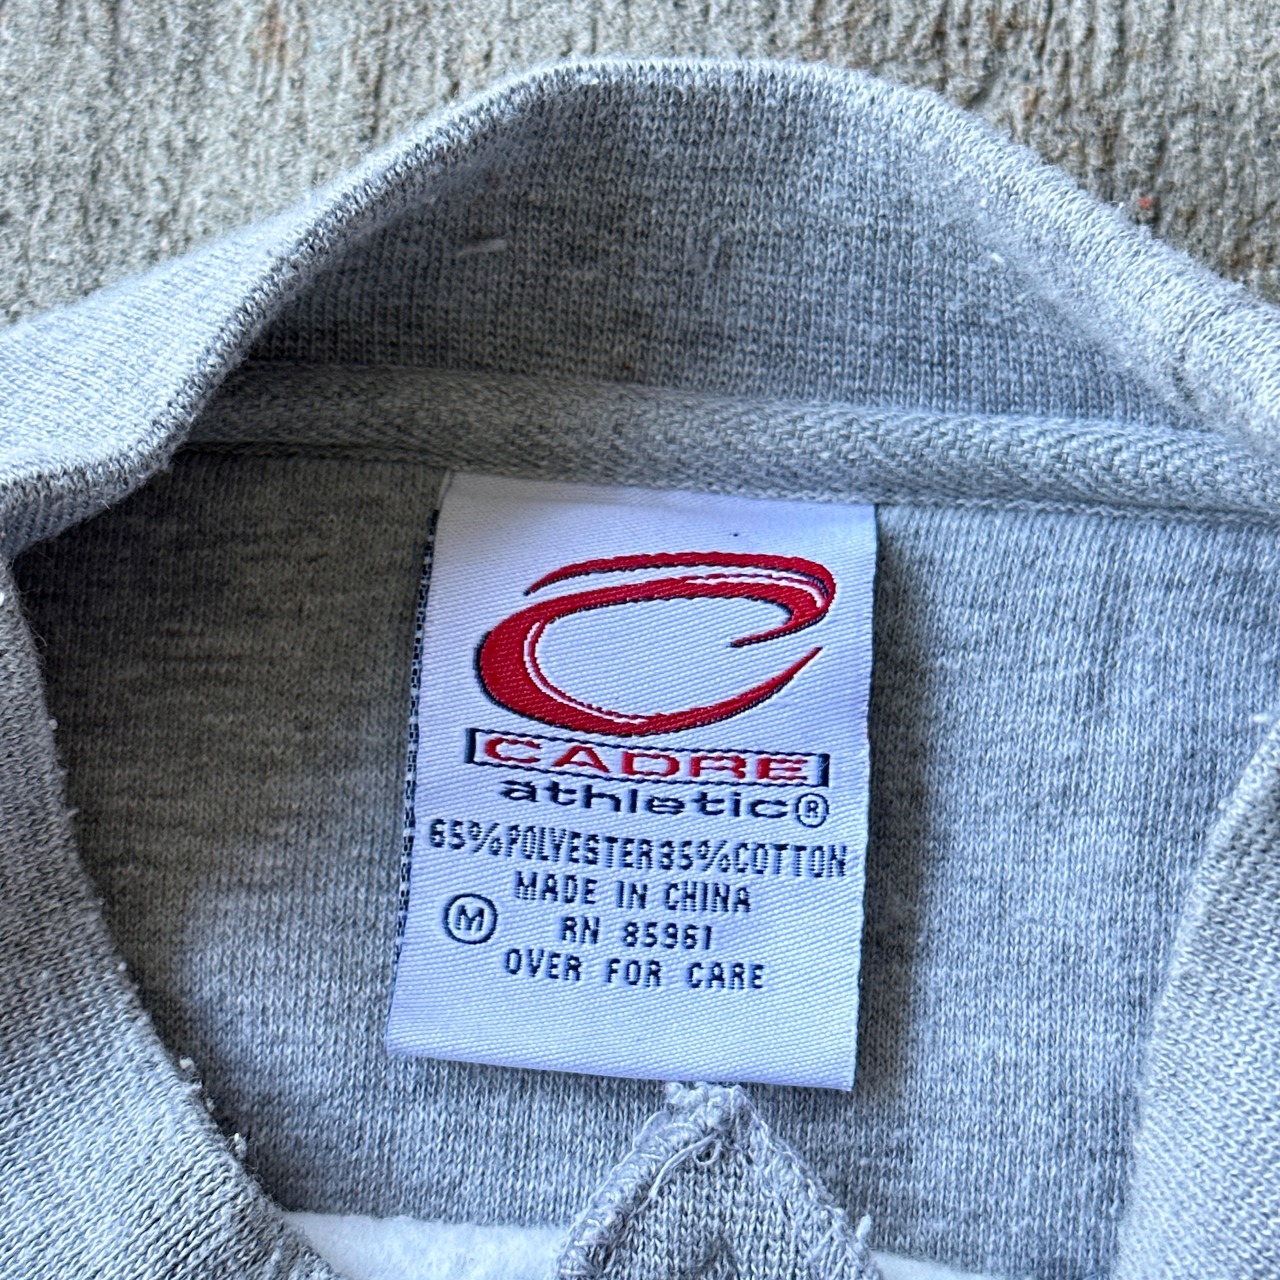 CADRE
athletic®
65%POLYESTER35%COTTON
MADE IN CHINA
M
RN 85961
OVER FOR CARE